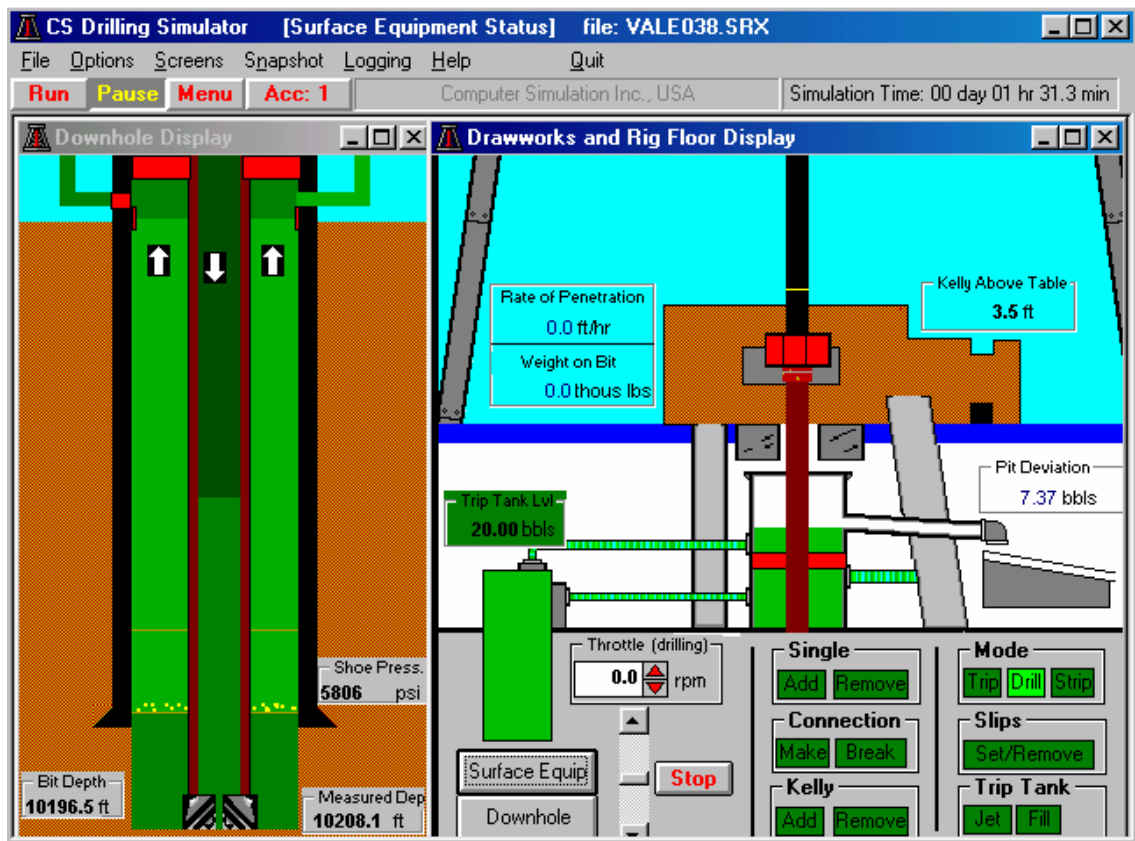 CS Drilling Simulator [Surface Equipment Status] file: VALE038.SRX
File Options Screens Snapshot Logging Help Quit
Run Pause Menu Acc: 1 Computer Simulation Inc., USA Simulation Time: 00 day 01 hr 31.3 min
Downhole Display
Shoe Press.
5806 psi
Bit Depth
10196.5 ft
Measured Dep
10208.1 ft
Drawworks and Rig Floor Display
Rate of Penetration
0.0 ft/hr
Weight on Bit
0.0 thous lbs
Kelly Above Table
3.5 ft
Pit Deviation
7.37 bbls
Trip Tank Lvl
20.00 bbls
Throttle (drilling)
0.0 rpm
Surface Equip
Downhole
Stop
Single
Add Remove
Connection
Make Break
Kelly
Add Remove
Mode
Trip Drill Strip
Slips
Set/Remove
Trip Tank
Jet Fill